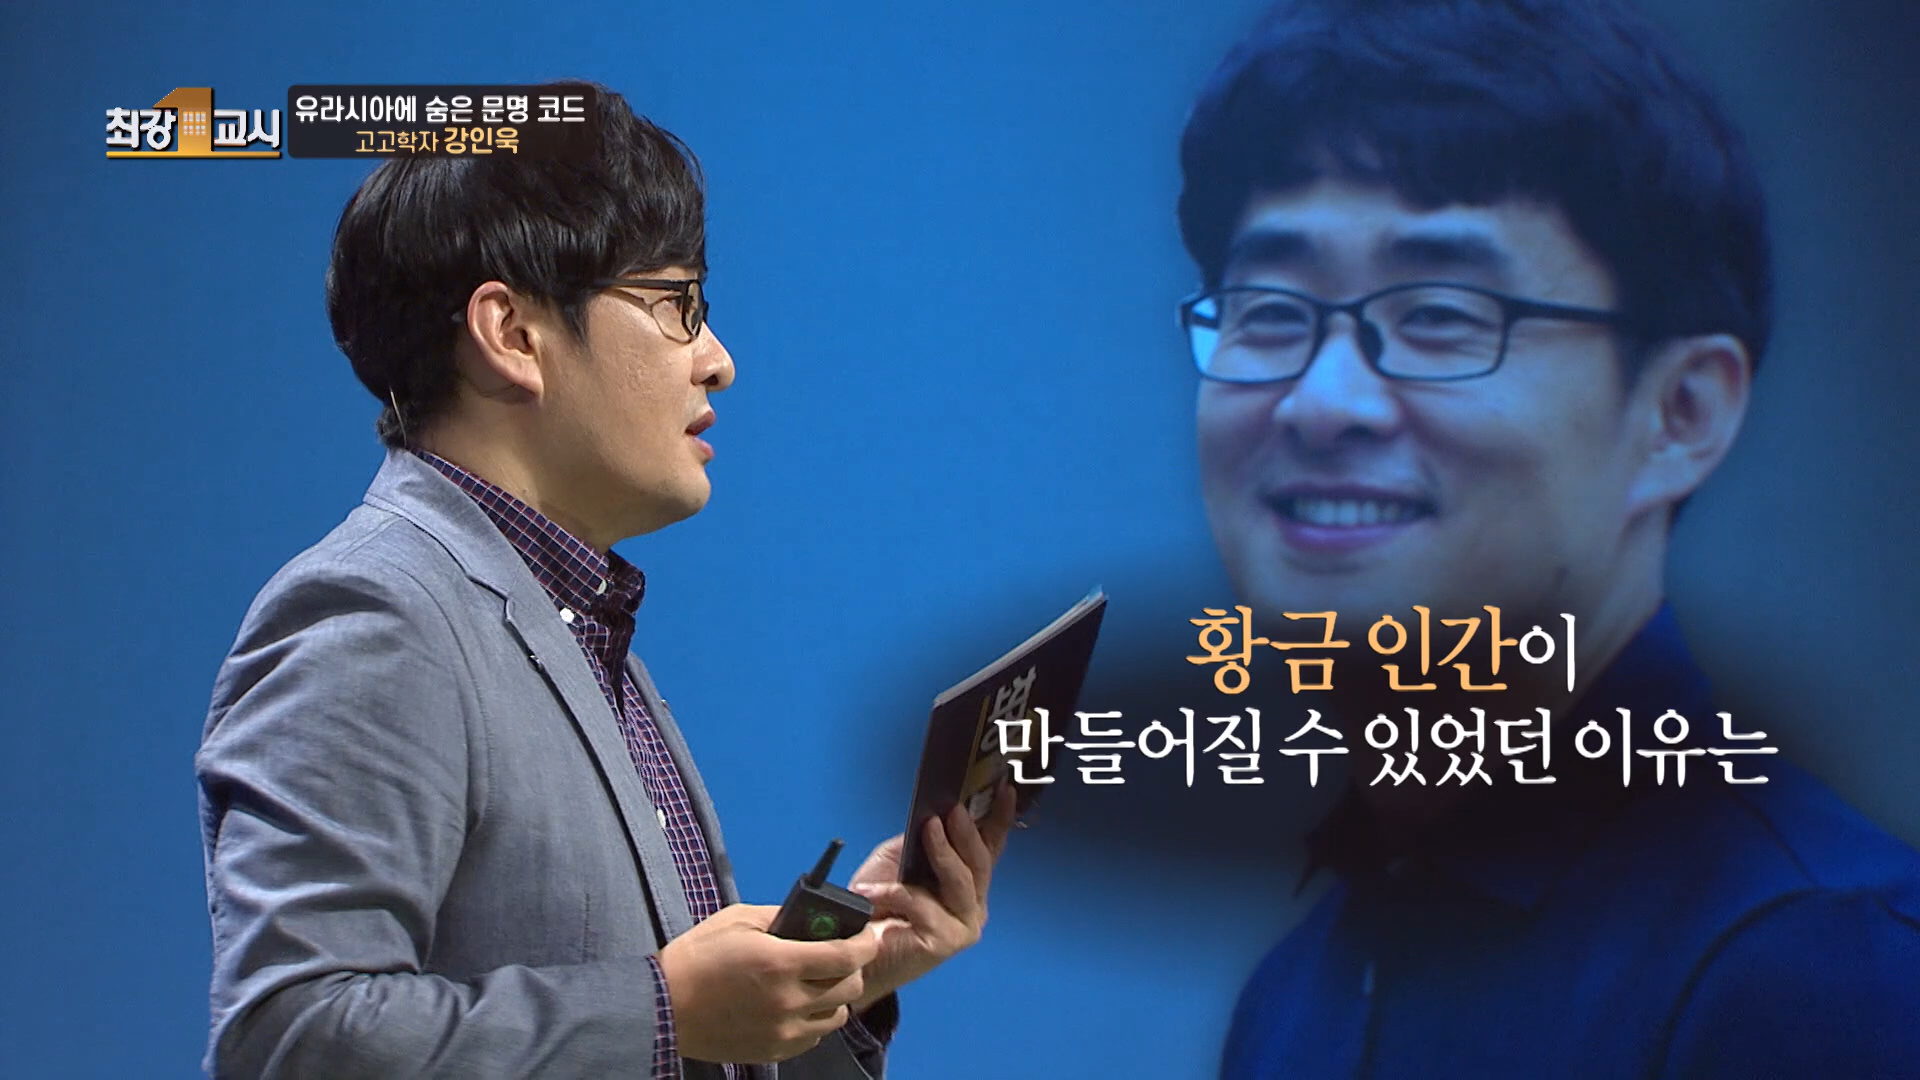 최강1교시
유라시아에 숨은 문명 코드
고고학자 강인욱
황금 인간이
만들어질 수 있었던 이유는